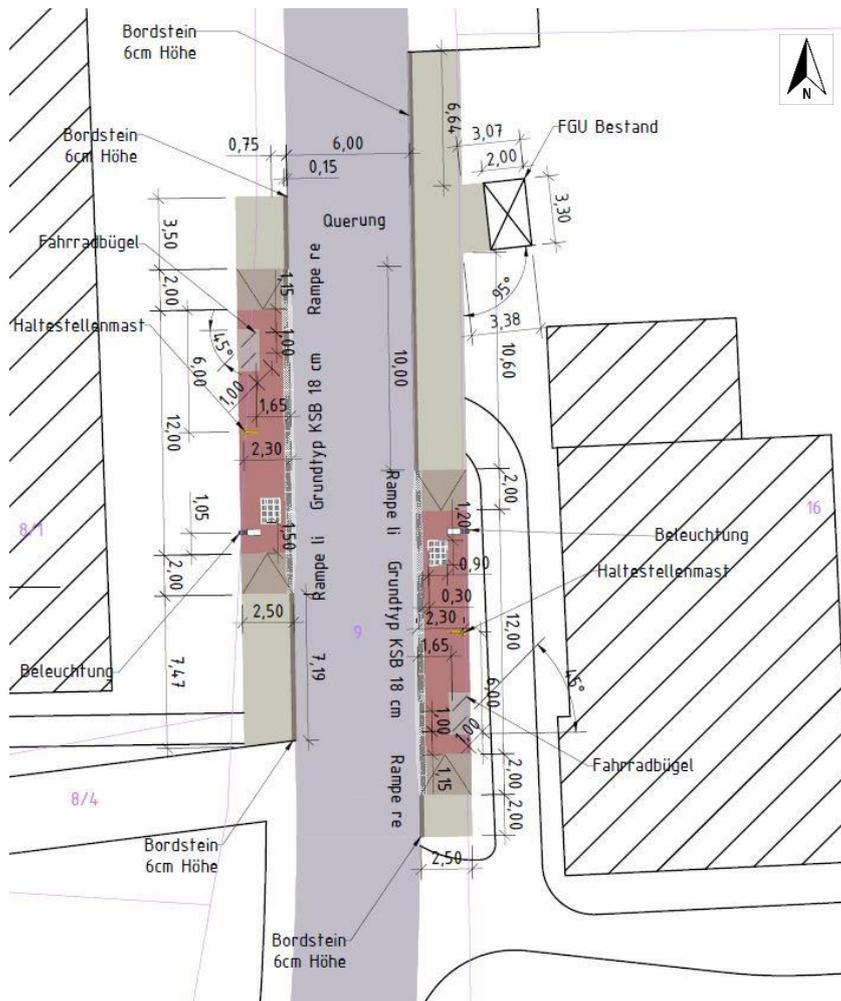 Bordstein
6cm Höhe
N
6,64
3,07
FGU Bestand
2,00
Bordstein
6cm Höhe
0,75
6,00
0,15
3,30
3,50
Querung
Fahrradbügel
2,00
1,15
Rampe re
95°
Haltestellenmast
45°
1,00
3,38
6,00
10,00
10,60
1,00
12,00
1,65
Grundtyp KSB 18 cm
2,30
2,00
16
1,05
1,20
8/1
1,50
Rampe li
Rampe li
Beleuchtung
0,90
Haltestellenmast
2,00
0,30
2,50
2,30
12,00
9
1,65
Grundtyp KSB 18 cm
Beleuchtung
7,19
7,47
6,00
45°
1,00
1,00
Fahrradbügel
1,15
2,00
Rampe re
2,00
8/4
Bordstein
6cm Höhe
2,50
Bordstein
6cm Höhe